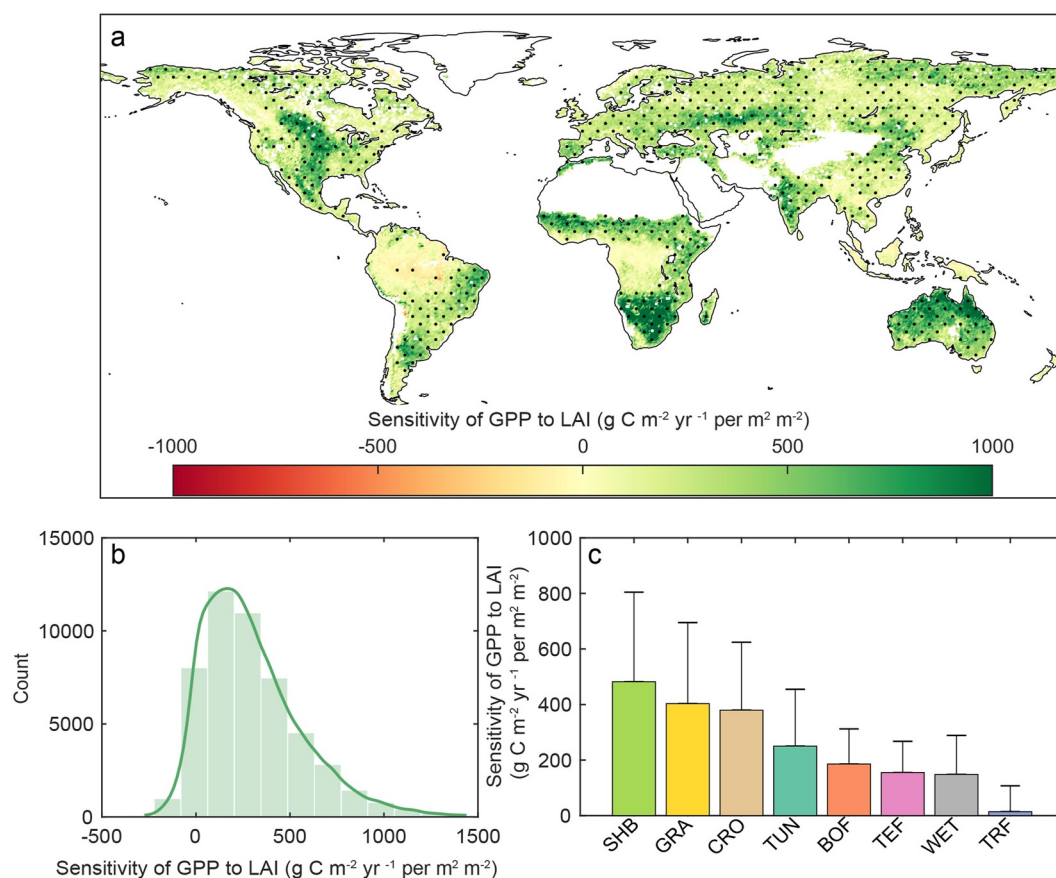 a
Sensitivity of GPP to LAI (g C m⁻² yr ⁻¹ per m² m⁻²)
-1000 -500 0 500 1000
b
15000
10000
5000
0
Count
-500 0 500 1000 1500
Sensitivity of GPP to LAI (g C m⁻² yr ⁻¹ per m² m⁻²)
c
Sensitivity of GPP to LAI
(g C m⁻² yr ⁻¹ per m² m⁻²)
1000
800
600
400
200
0
SHB GRA CRO TUN BOF TEF WET TRF